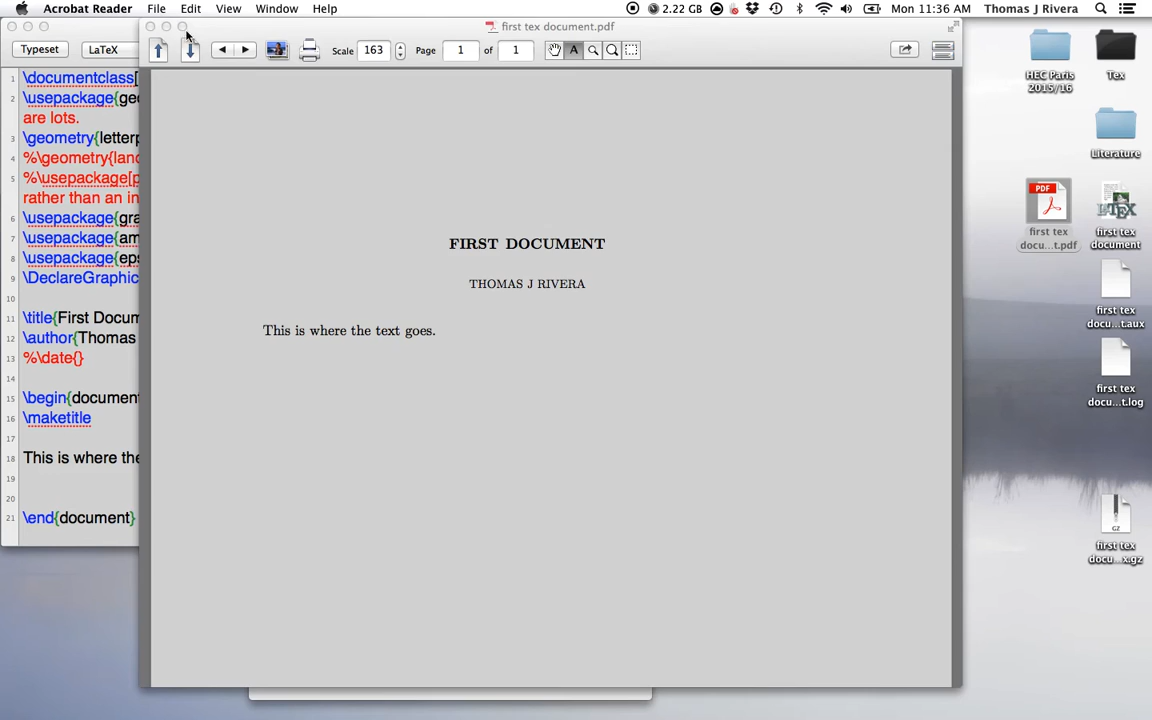 Acrobat Reader File Edit View Window Help 2.22 GB Mon 11:36 AM Thomas J Rivera
first tex document.pdf
Typeset LaTeX Scale 163 Page 1 of 1 A
1 \documentclass[
2 \usepackage{geo
are lots.
3 \geometry{letterp
4 %\geometry{land
5 %\usepackage[p
rather than an in
6 \usepackage{gra
7 \usepackage{am
8 \usepackage{eps
9 \DeclareGraphic
10
11 \title{First Docum
12 \author{Thomas
13 %\date{}
14
15 \begin{document
16 \maketitle
17
18 This is where the
19
20
21 \end{document}
FIRST DOCUMENT
THOMAS J RIVERA
This is where the text goes.
HEC Paris
2015/16
Tex
Literature
PDF
first tex
docu...t.pdf
LATEX
first tex
document
first tex
docu...t.aux
first tex
docu...t.log
GZ
first tex
docu...x.gz